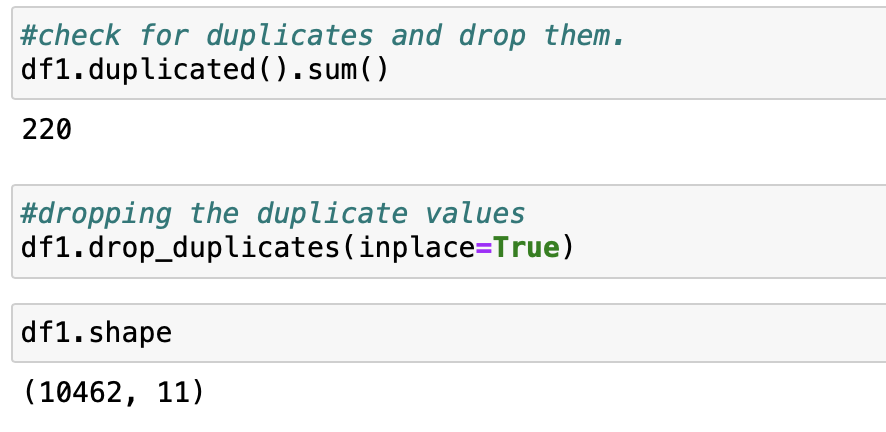 #check for duplicates and drop them.
df1.duplicated().sum()
220
#dropping the duplicate values
df1.drop_duplicates(inplace=True)
df1.shape
(10462, 11)